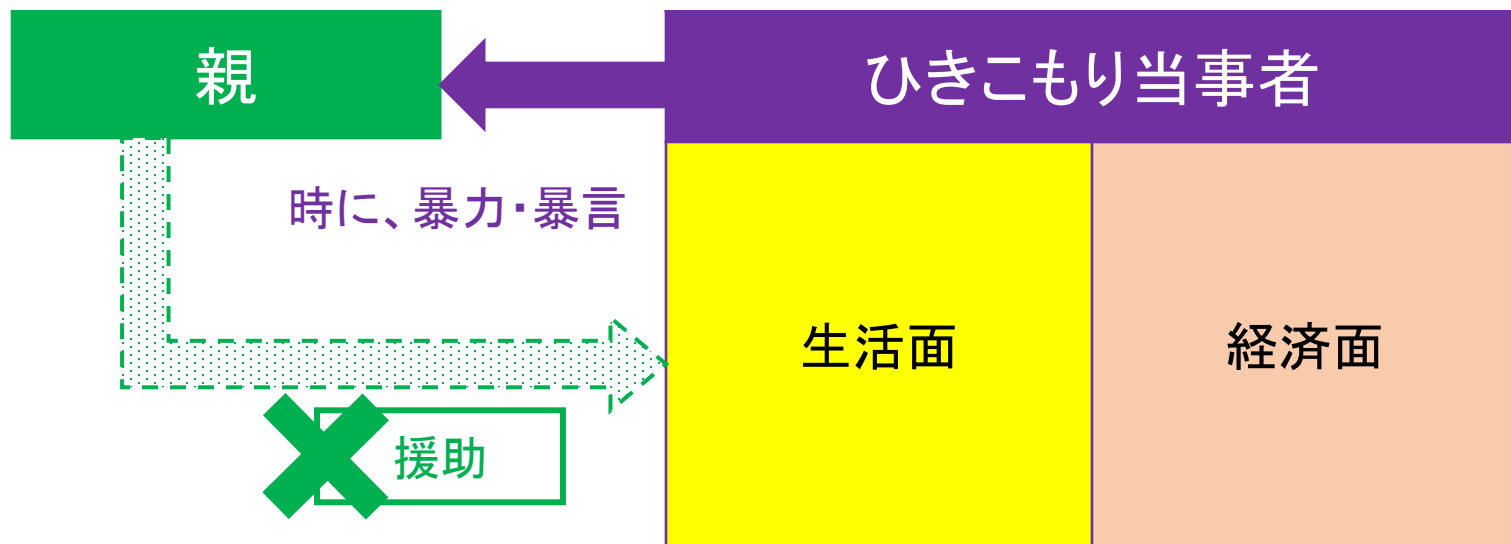 親
ひきこもり当事者
時に、暴力・暴言
生活面
経済面
援助